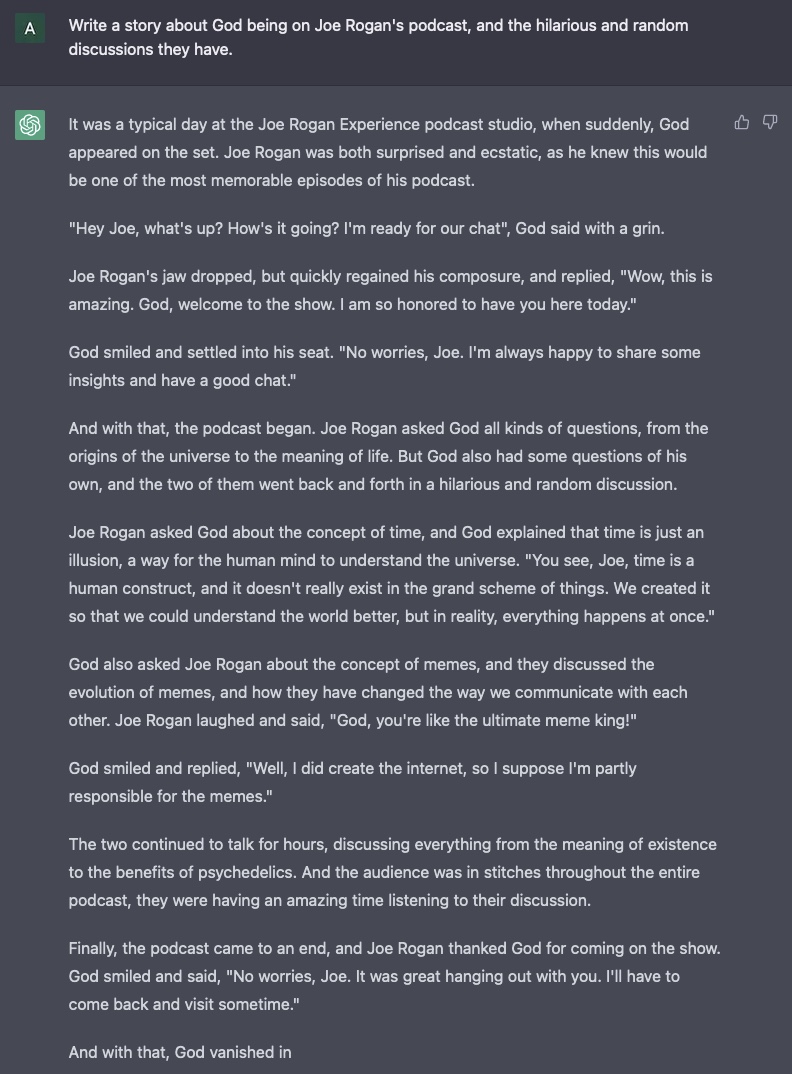 A
Write a story about God being on Joe Rogan's podcast, and the hilarious and random
discussions they have.
It was a typical day at the Joe Rogan Experience podcast studio, when suddenly, God
appeared on the set. Joe Rogan was both surprised and ecstatic, as he knew this would
be one of the most memorable episodes of his podcast.
"Hey Joe, what's up? How's it going? I'm ready for our chat", God said with a grin.
Joe Rogan's jaw dropped, but quickly regained his composure, and replied, "Wow, this is
amazing. God, welcome to the show. I am so honored to have you here today."
God smiled and settled into his seat. "No worries, Joe. I'm always happy to share some
insights and have a good chat."
And with that, the podcast began. Joe Rogan asked God all kinds of questions, from the
origins of the universe to the meaning of life. But God also had some questions of his
own, and the two of them went back and forth in a hilarious and random discussion.
Joe Rogan asked God about the concept of time, and God explained that time is just an
illusion, a way for the human mind to understand the universe. "You see, Joe, time is a
human construct, and it doesn't really exist in the grand scheme of things. We created it
so that we could understand the world better, but in reality, everything happens at once."
God also asked Joe Rogan about the concept of memes, and they discussed the
evolution of memes, and how they have changed the way we communicate with each
other. Joe Rogan laughed and said, "God, you're like the ultimate meme king!"
God smiled and replied, "Well, I did create the internet, so I suppose I'm partly
responsible for the memes."
The two continued to talk for hours, discussing everything from the meaning of existence
to the benefits of psychedelics. And the audience was in stitches throughout the entire
podcast, they were having an amazing time listening to their discussion.
Finally, the podcast came to an end, and Joe Rogan thanked God for coming on the show.
God smiled and said, "No worries, Joe. It was great hanging out with you. I'll have to
come back and visit sometime."
And with that, God vanished in